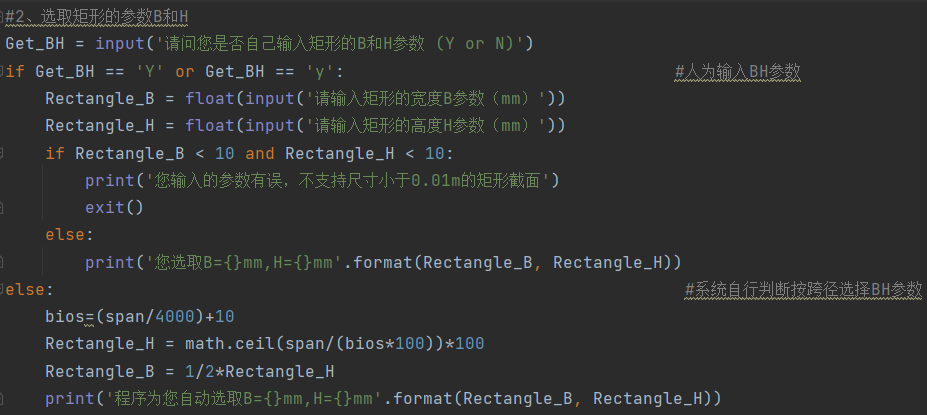 #2、选取矩形的参数B和H
Get_BH = input('请问您是否自己输入矩形的B和H参数 (Y or N)')
if Get_BH == 'Y' or Get_BH == 'y': #人为输入BH参数
    Rectangle_B = float(input('请输入矩形的宽度B参数（mm）'))
    Rectangle_H = float(input('请输入矩形的高度H参数（mm）'))
    if Rectangle_B < 10 and Rectangle_H < 10:
        print('您输入的参数有误，不支持尺寸小于0.01m的矩形截面')
        exit()
    else:
        print('您选取B={}mm,H={}mm'.format(Rectangle_B, Rectangle_H))
else: #系统自行判断按跨径选择BH参数
    bios=(span/4000)+10
    Rectangle_H = math.ceil(span/(bios*100))*100
    Rectangle_B = 1/2*Rectangle_H
    print('程序为您自动选取B={}mm,H={}mm'.format(Rectangle_B, Rectangle_H))